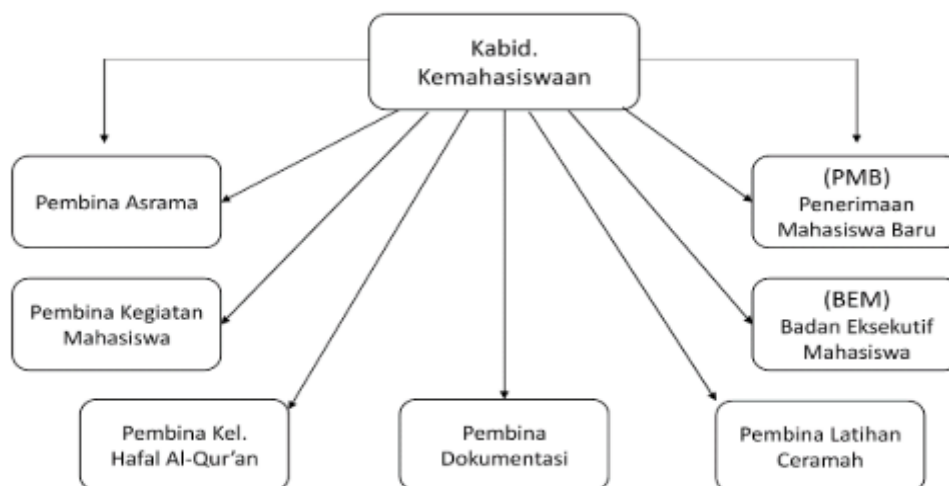 Kabid.
Kemahasiswaan
Pembina Asrama
(PMB)
Penerimaan
Mahasiswa Baru
Pembina Kegiatan
Mahasiswa
(BEM)
Badan Eksekutif
Mahasiswa
Pembina Kel.
Hafal Al-Qur’an
Pembina
Dokumentasi
Pembina Latihan
Ceramah